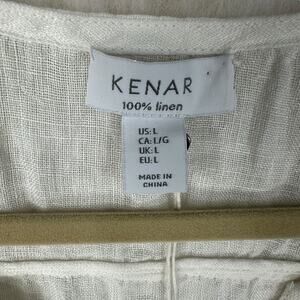 KENAR
100% linen
US: L
CA: L/G
UK: L
EU: L
MADE IN
CHINA